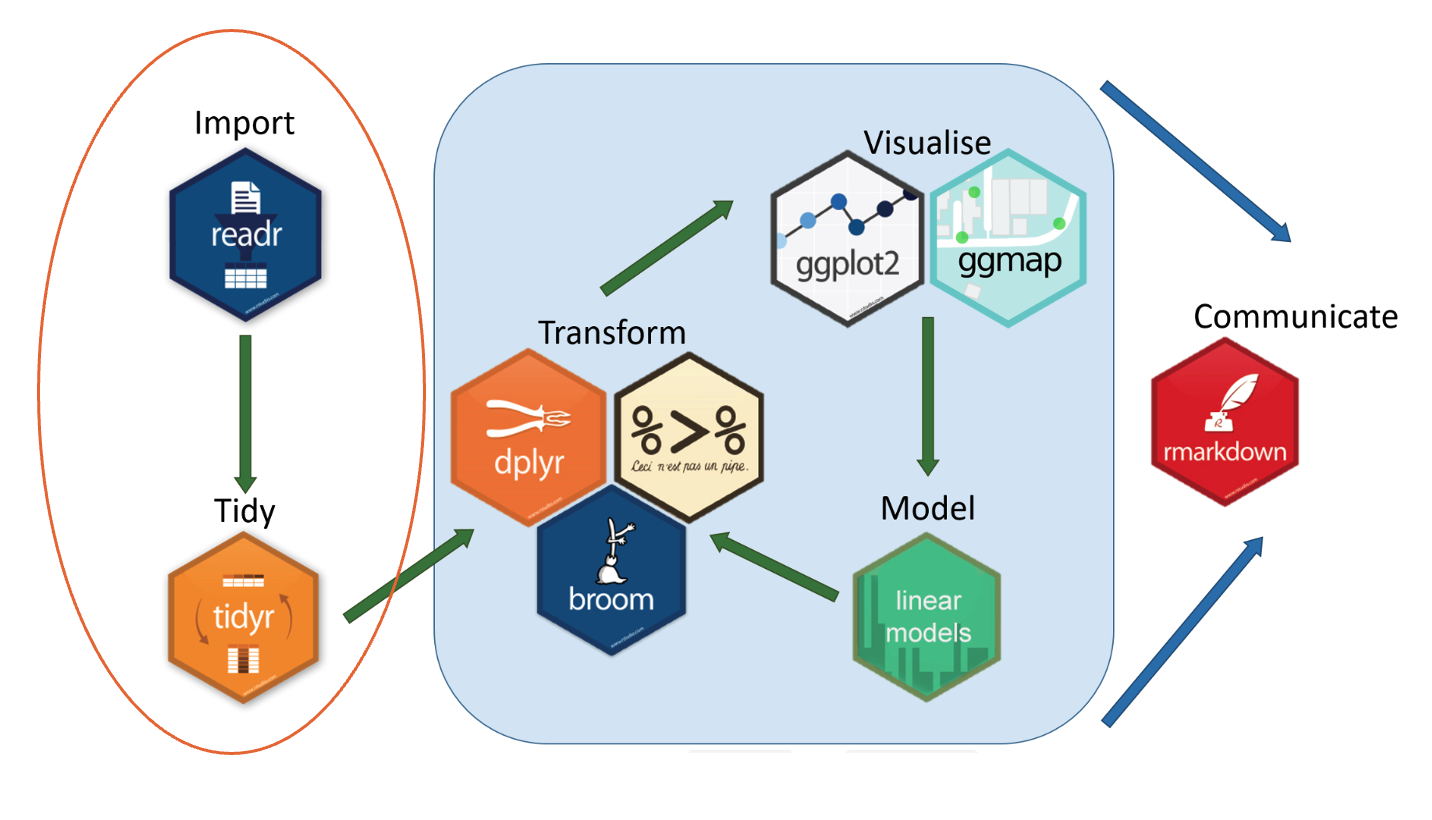 Import
readr
Tidy
tidyr
Transform
dplyr
%>%
Ceci n'est pas un pipe.
broom
Visualise
ggplot2
ggmap
Model
linear
models
Communicate
rmarkdown